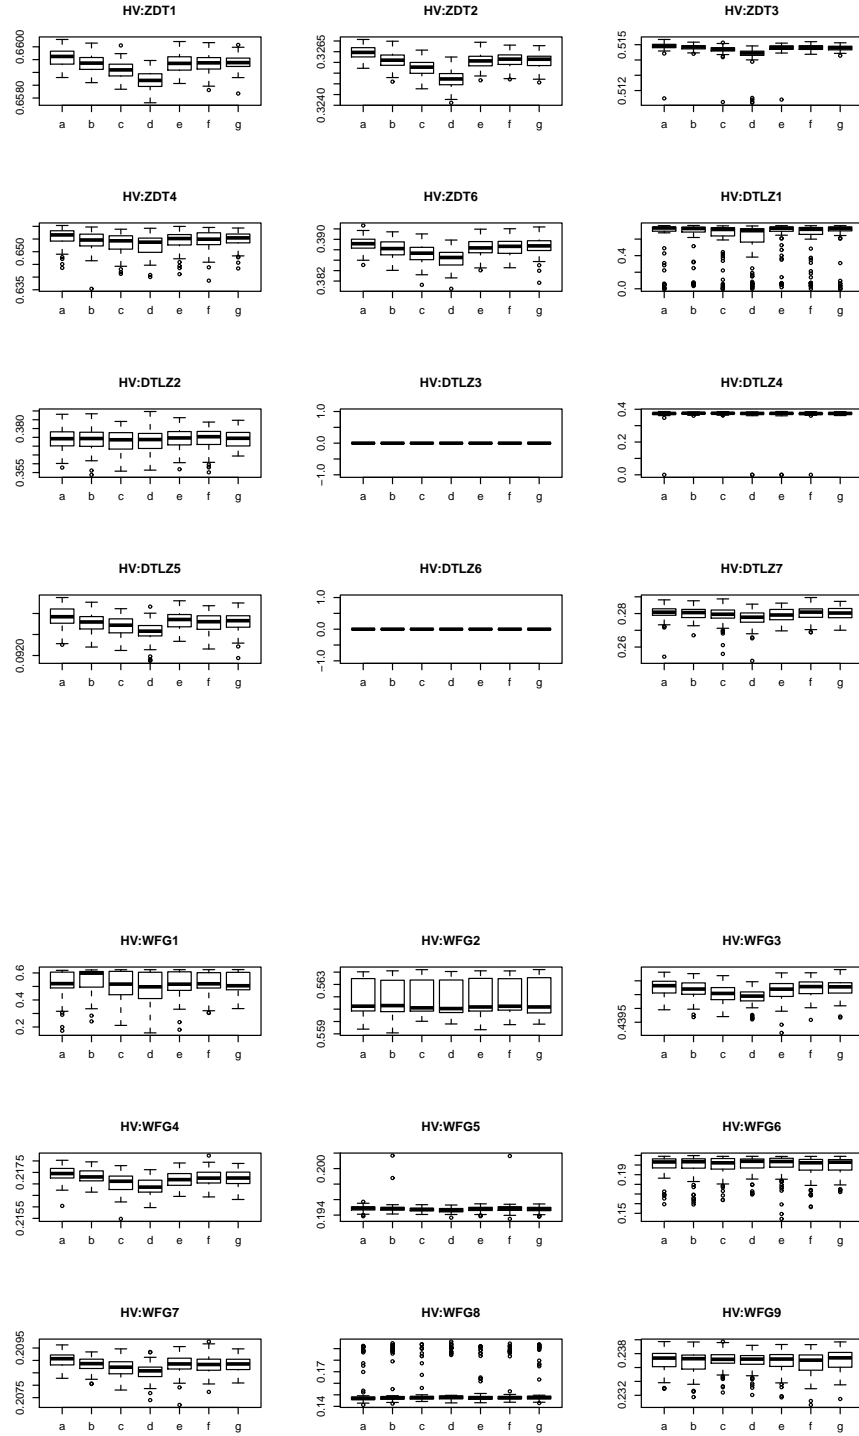 HV:ZDT1 HV:ZDT2 HV:ZDT3
0.6580 0.6600 0.3240 0.3265 0.512 0.515
a b c d e f g a b c d e f g a b c d e f g
HV:ZDT4 HV:ZDT6 HV:DTLZ1
0.635 0.650 0.382 0.390 0.0 0.4
a b c d e f g a b c d e f g a b c d e f g
HV:DTLZ2 HV:DTLZ3 HV:DTLZ4
0.355 0.380 −1.0 0.0 1.0 0.0 0.2 0.4
a b c d e f g a b c d e f g a b c d e f g
HV:DTLZ5 HV:DTLZ6 HV:DTLZ7
0.0920 −1.0 0.0 1.0 0.26 0.28
a b c d e f g a b c d e f g a b c d e f g
HV:WFG1 HV:WFG2 HV:WFG3
0.2 0.4 0.6 0.559 0.563 0.4395
a b c d e f g a b c d e f g a b c d e f g
HV:WFG4 HV:WFG5 HV:WFG6
0.2155 0.2175 0.194 0.200 0.15 0.19
a b c d e f g a b c d e f g a b c d e f g
HV:WFG7 HV:WFG8 HV:WFG9
0.2075 0.2095 0.14 0.17 0.232 0.238
a b c d e f g a b c d e f g a b c d e f g